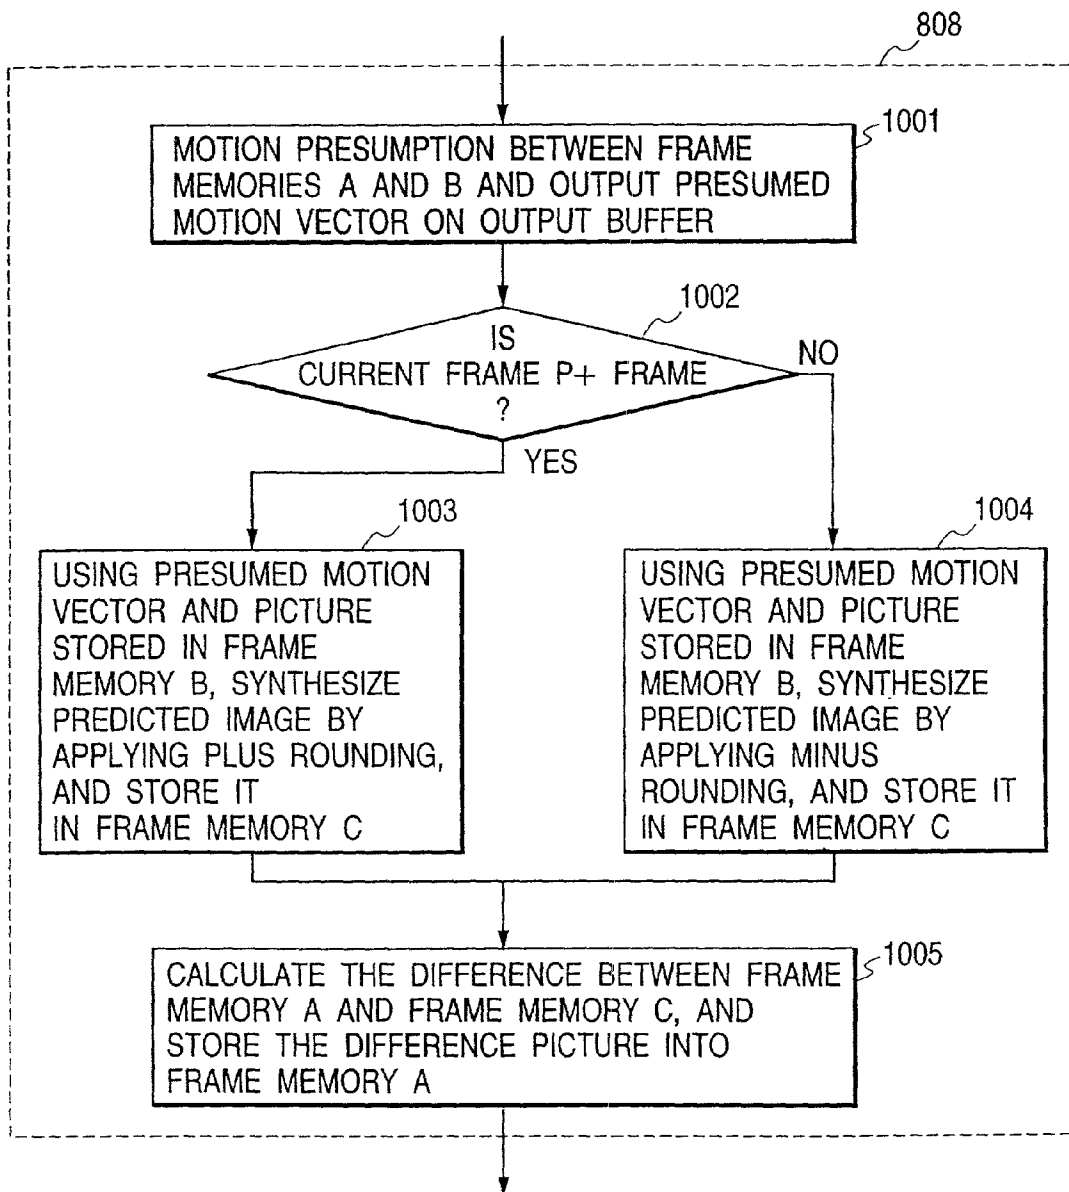 808
1001
MOTION PRESUMPTION BETWEEN FRAME
MEMORIES A AND B AND OUTPUT PRESUMED
MOTION VECTOR ON OUTPUT BUFFER
1002
IS
CURRENT FRAME P+ FRAME
?
NO
YES
1003
USING PRESUMED MOTION
VECTOR AND PICTURE
STORED IN FRAME
MEMORY B, SYNTHESIZE
PREDICTED IMAGE BY
APPLYING PLUS ROUNDING,
AND STORE IT
IN FRAME MEMORY C
1004
USING PRESUMED MOTION
VECTOR AND PICTURE
STORED IN FRAME
MEMORY B, SYNTHESIZE
PREDICTED IMAGE BY
APPLYING MINUS
ROUNDING, AND STORE IT
IN FRAME MEMORY C
1005
CALCULATE THE DIFFERENCE BETWEEN FRAME
MEMORY A AND FRAME MEMORY C, AND
STORE THE DIFFERENCE PICTURE INTO
FRAME MEMORY A